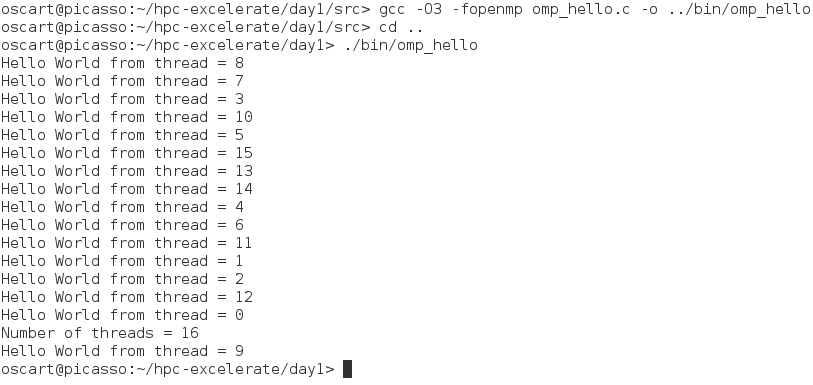 oscart@picasso:~/hpc-excelerate/day1/src> gcc -O3 -fopenmp omp_hello.c -o ../bin/omp_hello
oscart@picasso:~/hpc-excelerate/day1/src> cd ..
oscart@picasso:~/hpc-excelerate/day1> ./bin/omp_hello
Hello World from thread = 8
Hello World from thread = 7
Hello World from thread = 3
Hello World from thread = 10
Hello World from thread = 5
Hello World from thread = 15
Hello World from thread = 13
Hello World from thread = 14
Hello World from thread = 4
Hello World from thread = 6
Hello World from thread = 11
Hello World from thread = 1
Hello World from thread = 2
Hello World from thread = 12
Hello World from thread = 0
Number of threads = 16
Hello World from thread = 9
oscart@picasso:~/hpc-excelerate/day1>